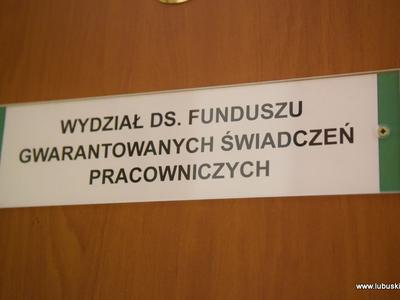 WYDZIAŁ DS. FUNDUSZU
GWARANTOWANYCH ŚWIADCZEŃ
PRACOWNICZYCH